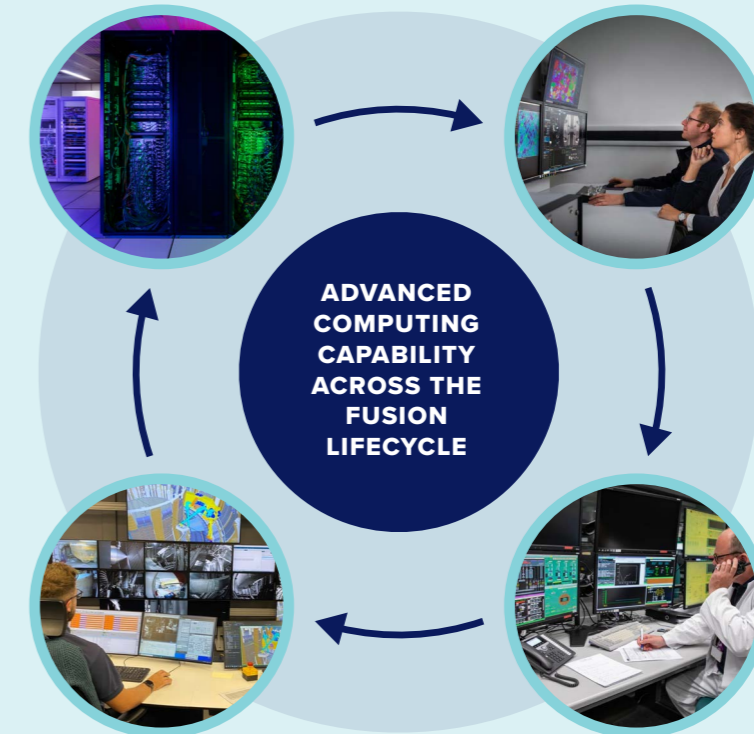 ADVANCED
COMPUTING
CAPABILITY
ACROSS THE
FUSION
LIFECYCLE